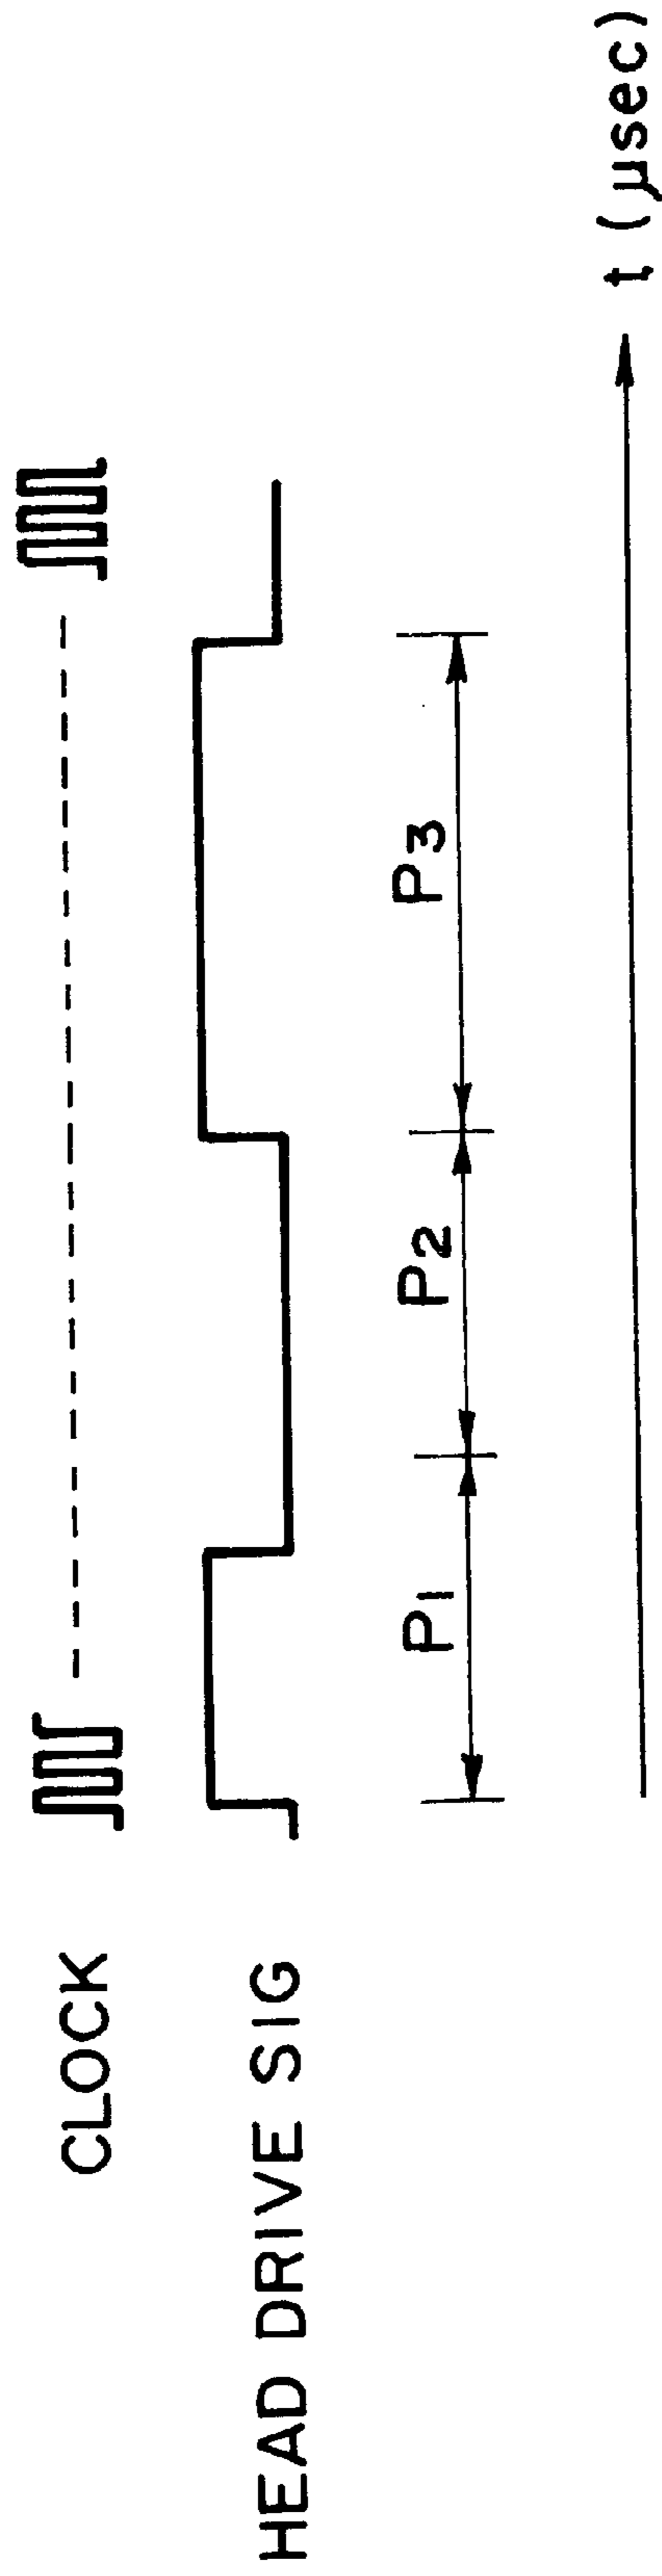 CLOCK
HEAD DRIVE SIG
P1
P2
P3
t (μsec)